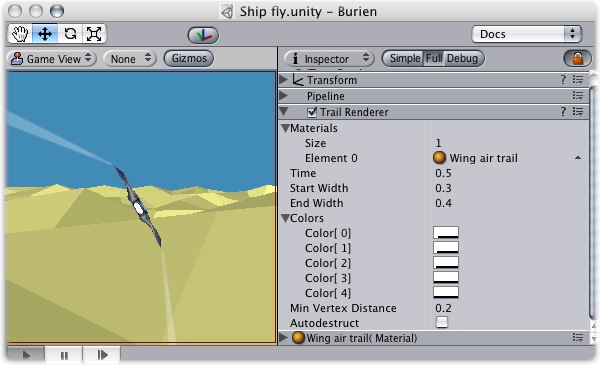 Ship fly.unity – Burien
Docs
Game View None Gizmos
Inspector Simple Full Debug
Transform ?
Pipeline
Trail Renderer ?
Materials
Size 1
Element 0 Wing air trail
Time 0.5
Start Width 0.3
End Width 0.4
Colors
Color[ 0]
Color[ 1]
Color[ 2]
Color[ 3]
Color[ 4]
Min Vertex Distance 0.2
Autodestruct
Wing air trail( Material)